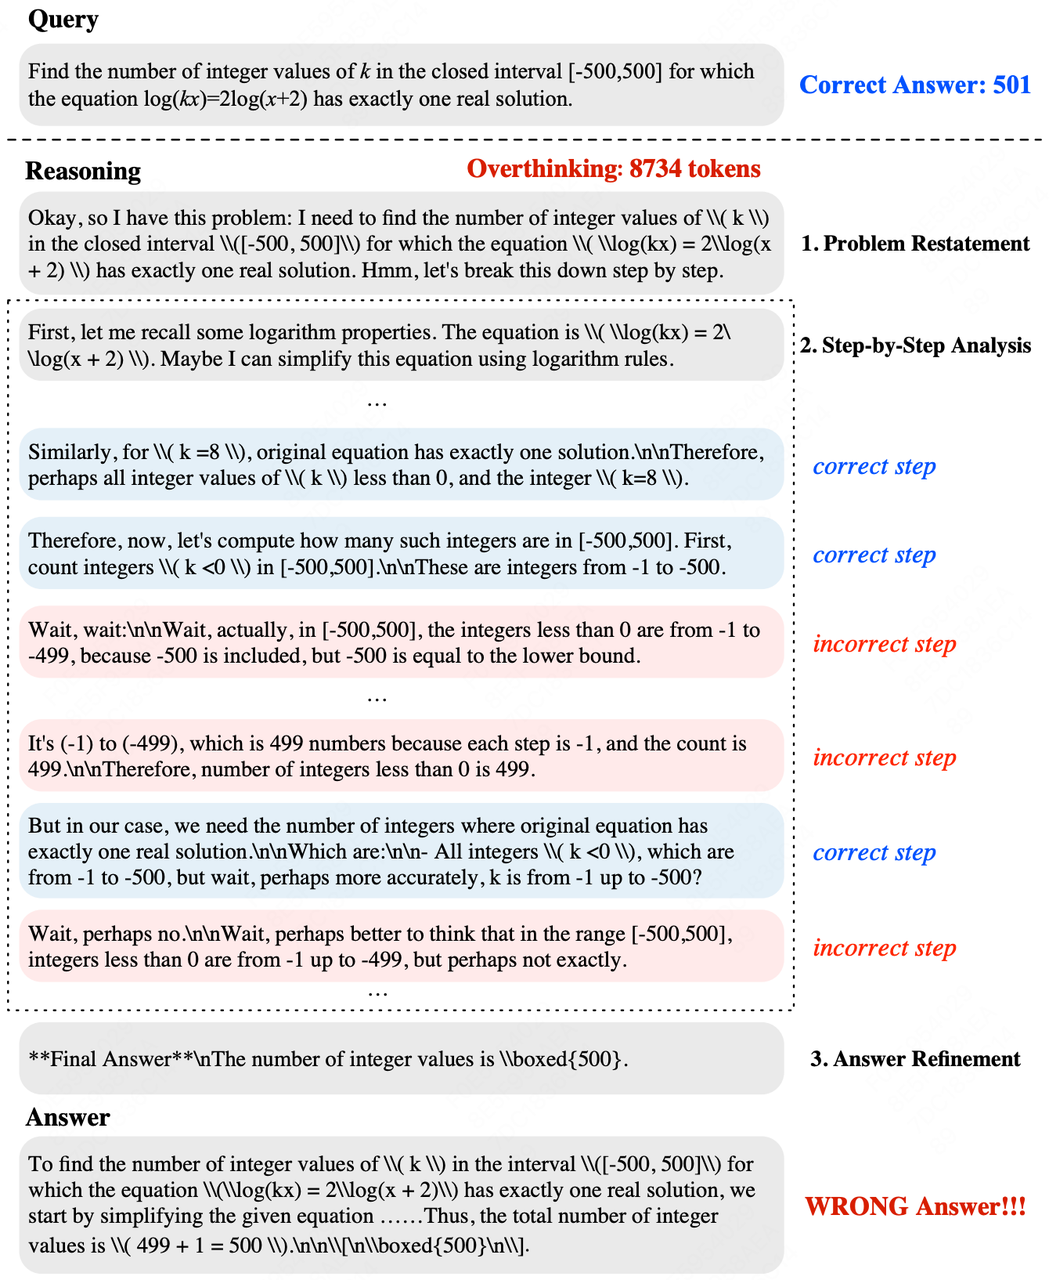 Query
Find the number of integer values of k in the closed interval [-500,500] for which
the equation log(kx)=2log(x+2) has exactly one real solution.
Correct Answer: 501
Reasoning
Overthinking: 8734 tokens
Okay, so I have this problem: I need to find the number of integer values of \\( k \\)
in the closed interval \\([-500, 500]\\) for which the equation \\( \\log(kx) = 2\\log(x
+ 2) \\) has exactly one real solution. Hmm, let's break this down step by step.
1. Problem Restatement
First, let me recall some logarithm properties. The equation is \\( \\log(kx) = 2\
\log(x + 2) \\). Maybe I can simplify this equation using logarithm rules.
2. Step-by-Step Analysis
...
Similarly, for \\( k =8 \\), original equation has exactly one solution.\n\nTherefore,
perhaps all integer values of \\( k \\) less than 0, and the integer \\( k=8 \\).
correct step
Therefore, now, let's compute how many such integers are in [-500,500]. First,
count integers \\( k <0 \\) in [-500,500].\n\nThese are integers from -1 to -500.
correct step
Wait, wait:\n\nWait, actually, in [-500,500], the integers less than 0 are from -1 to
-499, because -500 is included, but -500 is equal to the lower bound.
incorrect step
...
It's (-1) to (-499), which is 499 numbers because each step is -1, and the count is
499.\n\nTherefore, number of integers less than 0 is 499.
incorrect step
But in our case, we need the number of integers where original equation has
exactly one real solution.\n\nWhich are:\n\n- All integers \\( k <0 \\), which are
from -1 to -500, but wait, perhaps more accurately, k is from -1 up to -500?
correct step
Wait, perhaps no.\n\nWait, perhaps better to think that in the range [-500,500],
integers less than 0 are from -1 up to -499, but perhaps not exactly.
incorrect step
...
**Final Answer**\nThe number of integer values is \\boxed{500}.
3. Answer Refinement
Answer
To find the number of integer values of \\( k \\) in the interval \\([-500, 500]\\) for
which the equation \\(\\log(kx) = 2\\log(x + 2)\\) has exactly one real solution, we
start by simplifying the given equation ......Thus, the total number of integer
values is \\( 499 + 1 = 500 \\).\n\n\\[\n\\boxed{500}\n\\].
WRONG Answer!!!